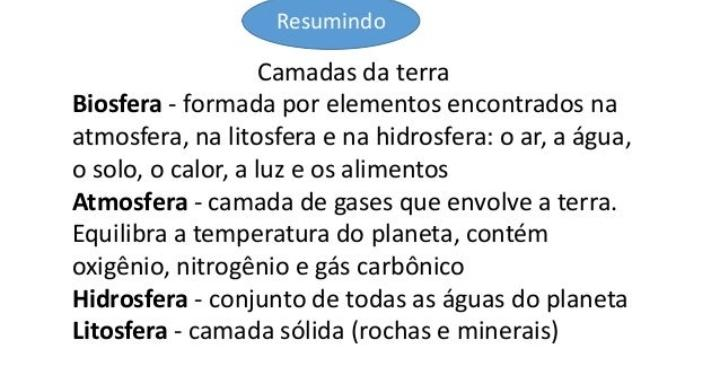 Resumindo
Camadas da terra
Biosfera - formada por elementos encontrados na
atmosfera, na litosfera e na hidrosfera: o ar, a água,
o solo, o calor, a luz e os alimentos
Atmosfera - camada de gases que envolve a terra.
Equilibra a temperatura do planeta, contém
oxigênio, nitrogênio e gás carbônico
Hidrosfera - conjunto de todas as águas do planeta
Litosfera - camada sólida (rochas e minerais)